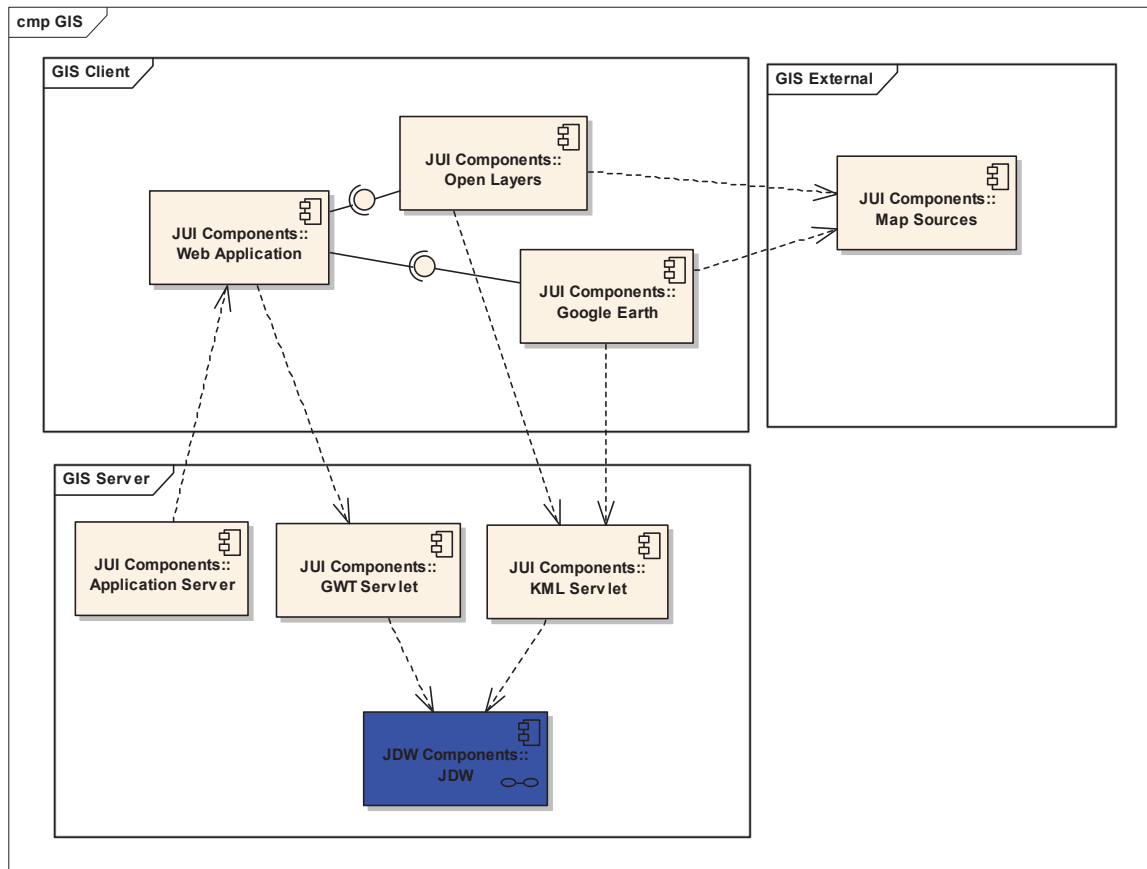 cmp GIS
GIS Client
GIS External
JUI Components::
Open Layers
JUI Components::
Map Sources
JUI Components::
Web Application
JUI Components::
Google Earth
GIS Server
JUI Components::
Application Server
JUI Components::
GWT Servlet
JUI Components::
KML Servlet
JDW Components::
JDW